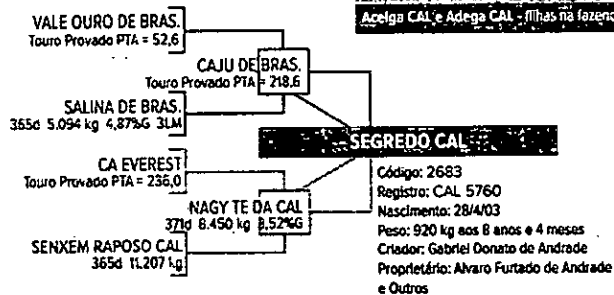 Acelga CAL e Adega CAL - filhas na fazend
VALE OURO DE BRAS.
Touro Provado PTA = 52,6
CAJU DE BRAS.
Touro Provado PTA = 218,6
SALINA DE BRAS.
365d 5.094 kg 4,87%G 3LM
SEGREDO CAL
CA EVEREST
Touro Provado PTA = 236,0
NAGY TE DA CAL
371d 8.450 kg 3,52%G
SENXÉM RAPOSO CAL
365d 11.207 kg
Código: 2683
Registro: CAL 5760
Nascimento: 28/4/03
Peso: 920 kg aos 8 anos e 4 meses
Criador: Gabriel Donato de Andrade
Proprietário: Alvaro Furtado de Andrade
e Outros